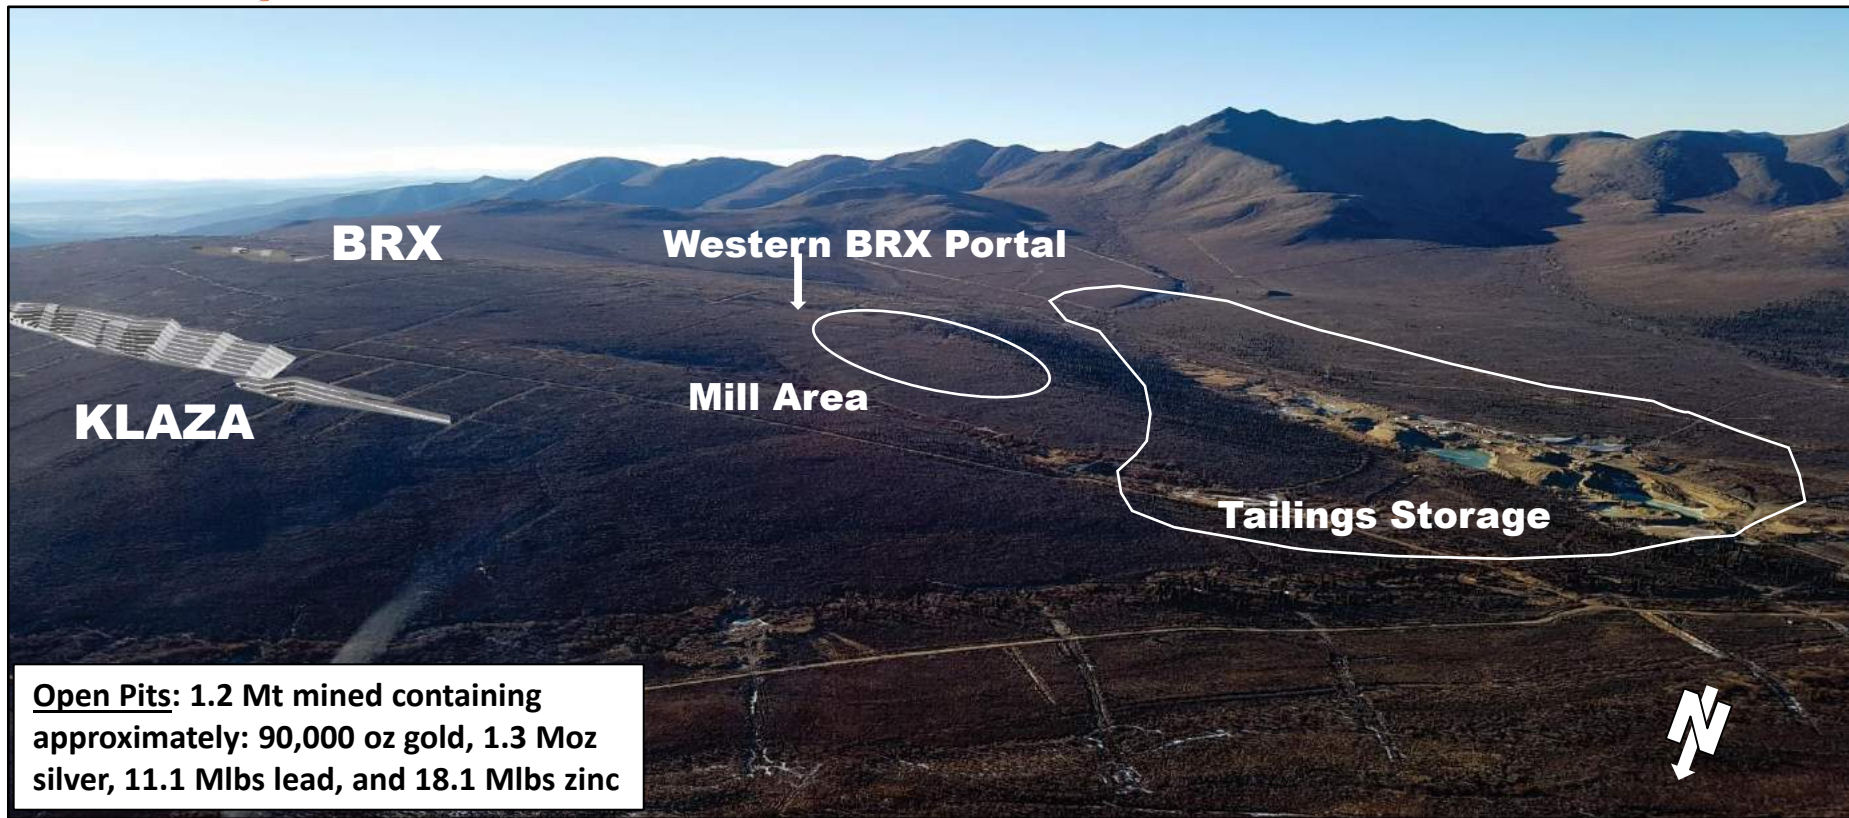 BRX
Western BRX Portal
Mill Area
KLAZA
Tailings Storage
Open Pits: 1.2 Mt mined containing
approximately: 90,000 oz gold, 1.3 Moz
silver, 11.1 Mlbs lead, and 18.1 Mlbs zinc
N